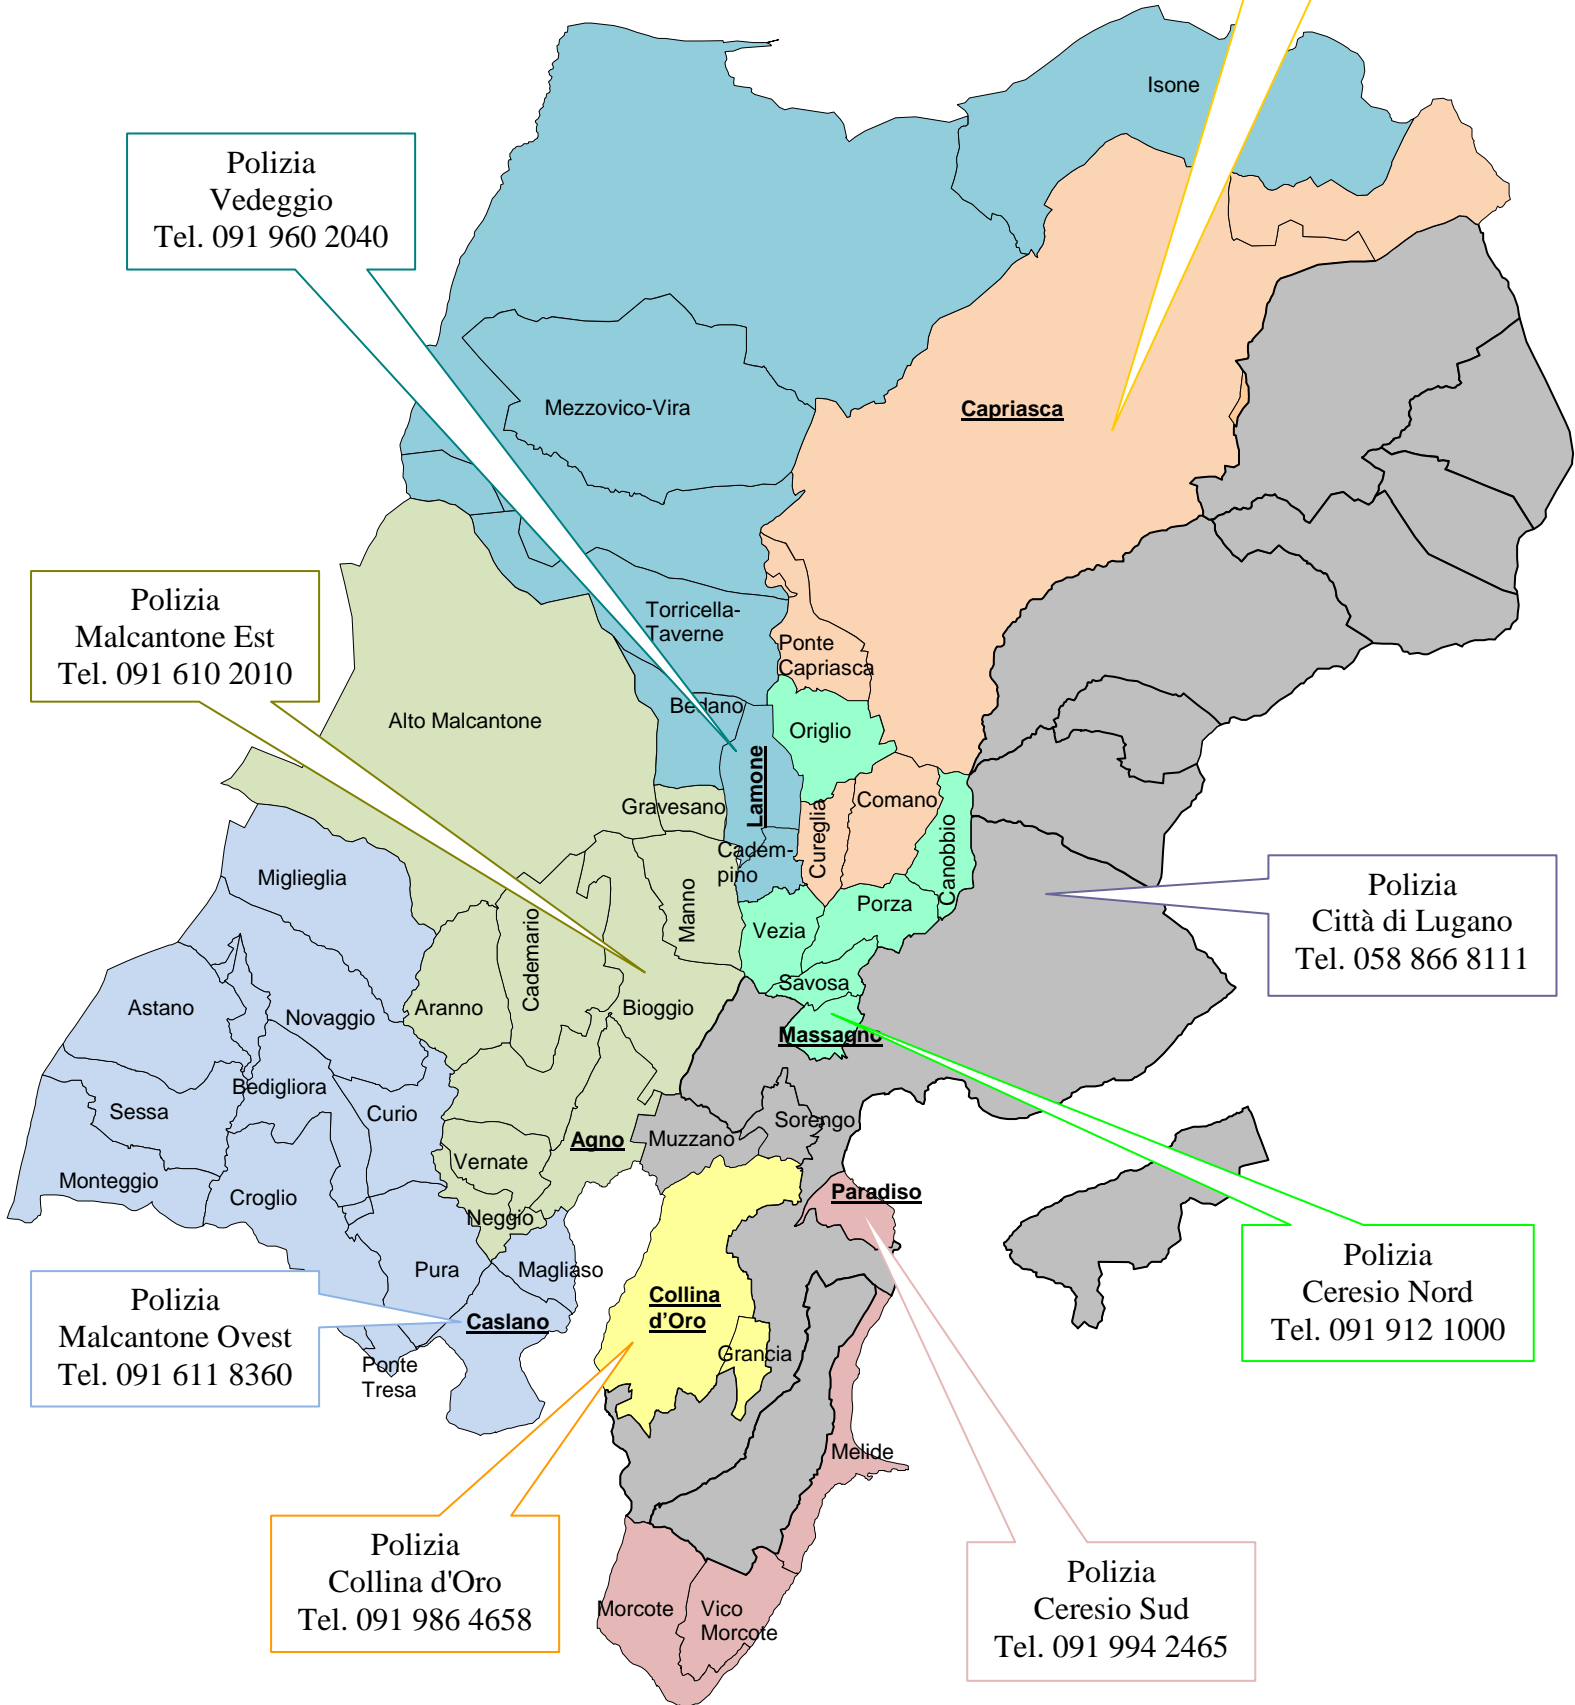 Isone
Polizia
Vedeggio
Tel. 091 960 2040
Mezzovico-Vira
Capriasca
Polizia
Malcantone Est
Tel. 091 610 2010
Torricella-
Taverne
Ponte
Capriasca
Bedano
Alto Malcantone
Origlio
Lamone
Gravesano
Cureglia
Comano
Canobbio
Cadem-
pino
Miglieglia
Cademario
Manno
Vezia
Porza
Polizia
Città di Lugano
Tel. 058 866 8111
Savosa
Astano
Novaggio
Aranno
Bioggio
Massagno
Bedigliora
Sessa
Curio
Agno
Muzzano
Sorengo
Vernate
Monteggio
Croglio
Paradiso
Neggio
Pura
Magliaso
Polizia
Ceresio Nord
Tel. 091 912 1000
Polizia
Malcantone Ovest
Tel. 091 611 8360
Caslano
Collina
d’Oro
Grancia
Ponte
Tresa
Melide
Polizia
Collina d'Oro
Tel. 091 986 4658
Morcote
Vico
Morcote
Polizia
Ceresio Sud
Tel. 091 994 2465